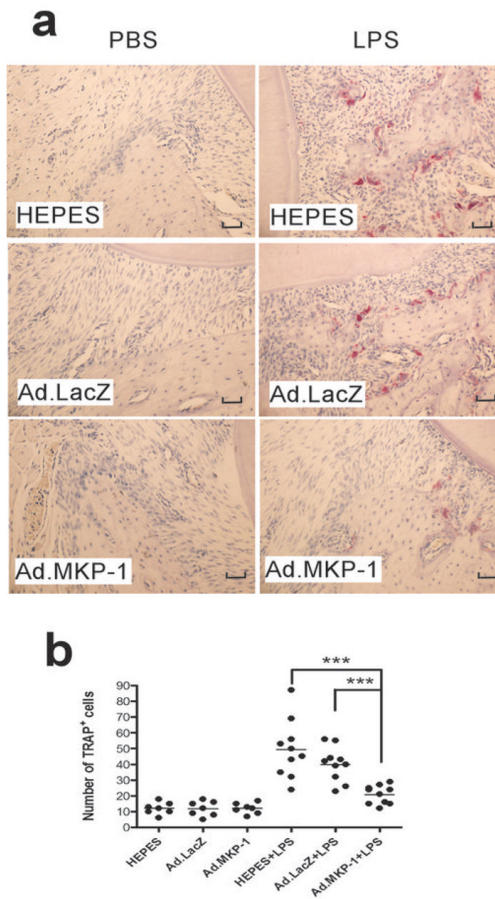 a
PBS LPS
HEPES HEPES
Ad.LacZ Ad.LacZ
Ad.MKP-1 Ad.MKP-1
b
*** 
***
Number of TRAP+ cells
90
80
70
60
50
40
30
20
10
0
HEPES
Ad.LacZ
Ad.MKP-1
HEPES+LPS
Ad.LacZ+LPS
Ad.MKP-1+LPS